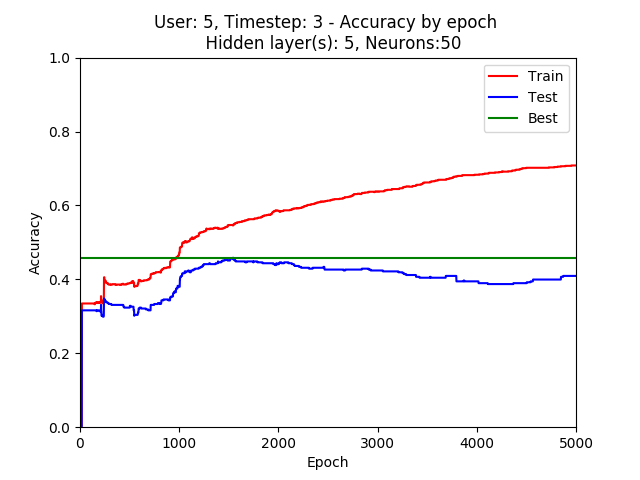 User: 5, Timestep: 3 - Accuracy by epoch
Hidden layer(s): 5, Neurons:50
1.0
0.8
0.6
0.4
0.2
0.0
Accuracy
Train
Test
Best
0
1000
2000
3000
4000
5000
Epoch